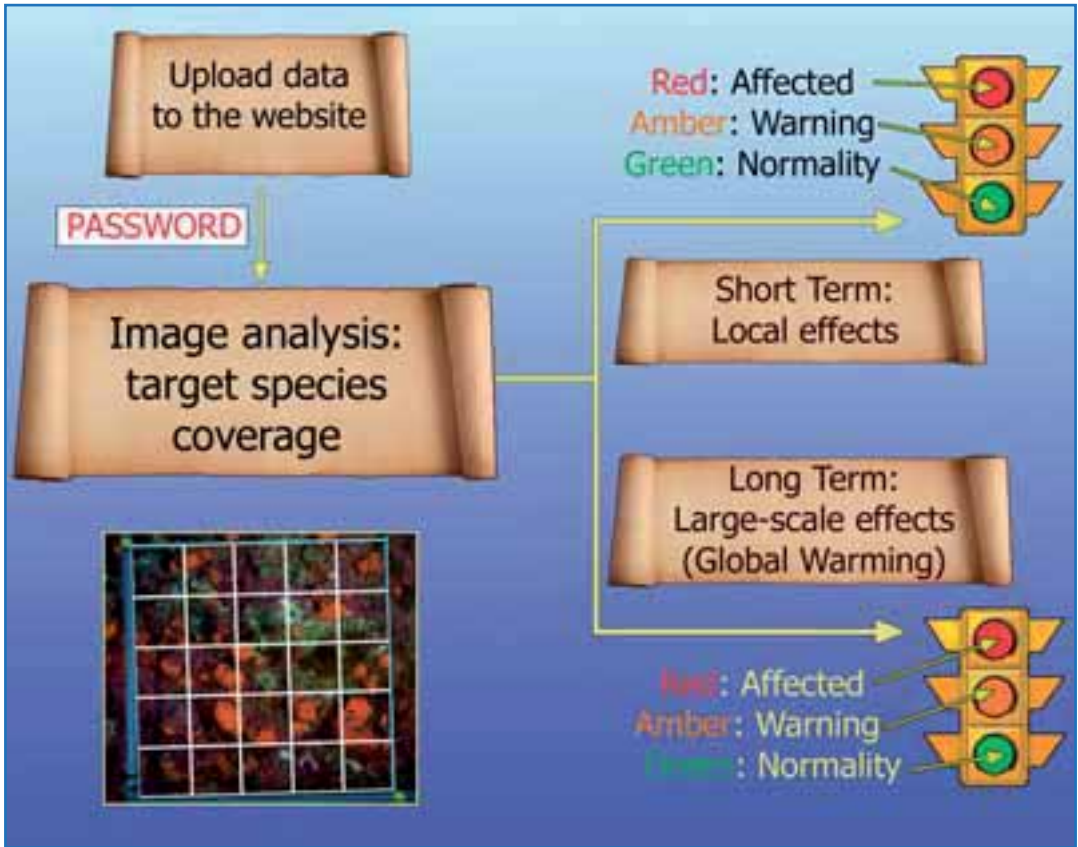 Upload data
to the website
PASSWORD
Image analysis:
target species
coverage
Red: Affected
Amber: Warning
Green: Normality
Short Term:
Local effects
Long Term:
Large-scale effects
(Global Warming)
Red: Affected
Amber: Warning
Green: Normality